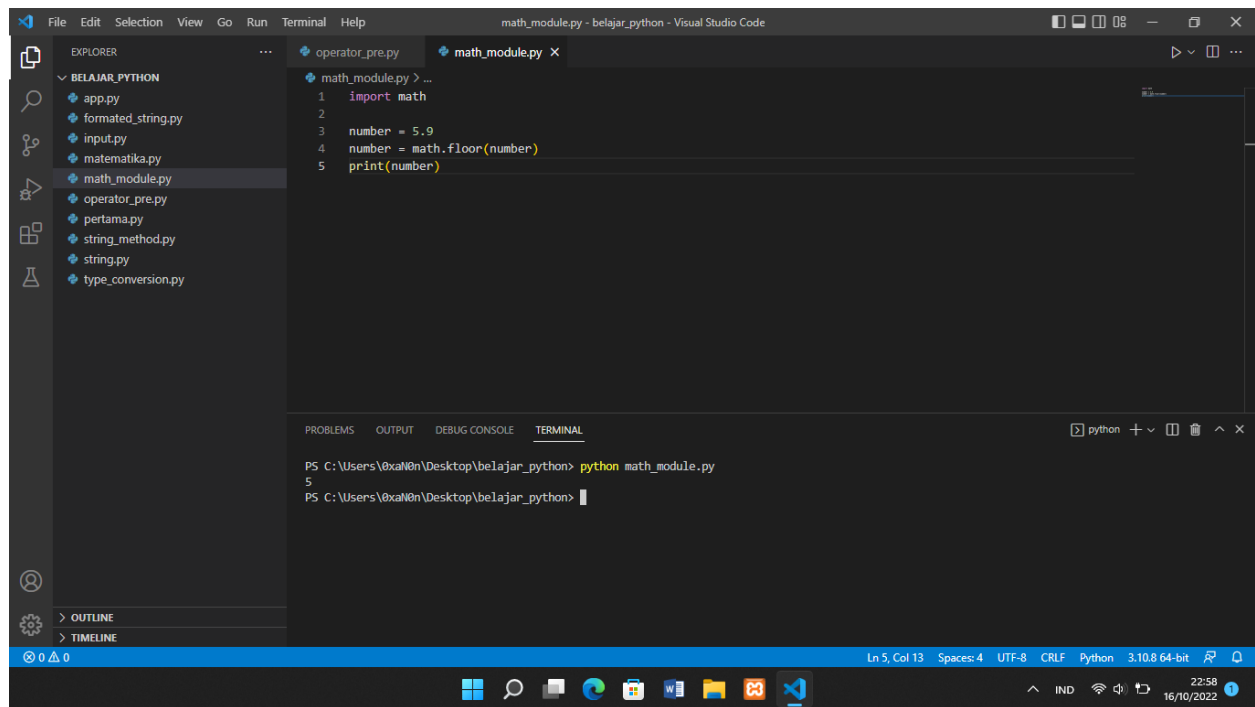 File Edit Selection View Go Run Terminal Help math_module.py - belajar_python - Visual Studio Code
EXPLORER
BELAJAR_PYTHON
app.py
formated_string.py
input.py
matematika.py
math_module.py
operator_pre.py
pertama.py
string_method.py
string.py
type_conversion.py
OUTLINE
TIMELINE
operator_pre.py math_module.py
math_module.py > ...
1 import math
2
3 number = 5.9
4 number = math.floor(number)
5 print(number)
PROBLEMS OUTPUT DEBUG CONSOLE TERMINAL
python
PS C:\Users\0xaN0n\Desktop\belajar_python> python math_module.py
5
PS C:\Users\0xaN0n\Desktop\belajar_python>
0 0 Ln 5, Col 13 Spaces: 4 UTF-8 CRLF Python 3.10.8 64-bit
IND 22:58
16/10/2022 1